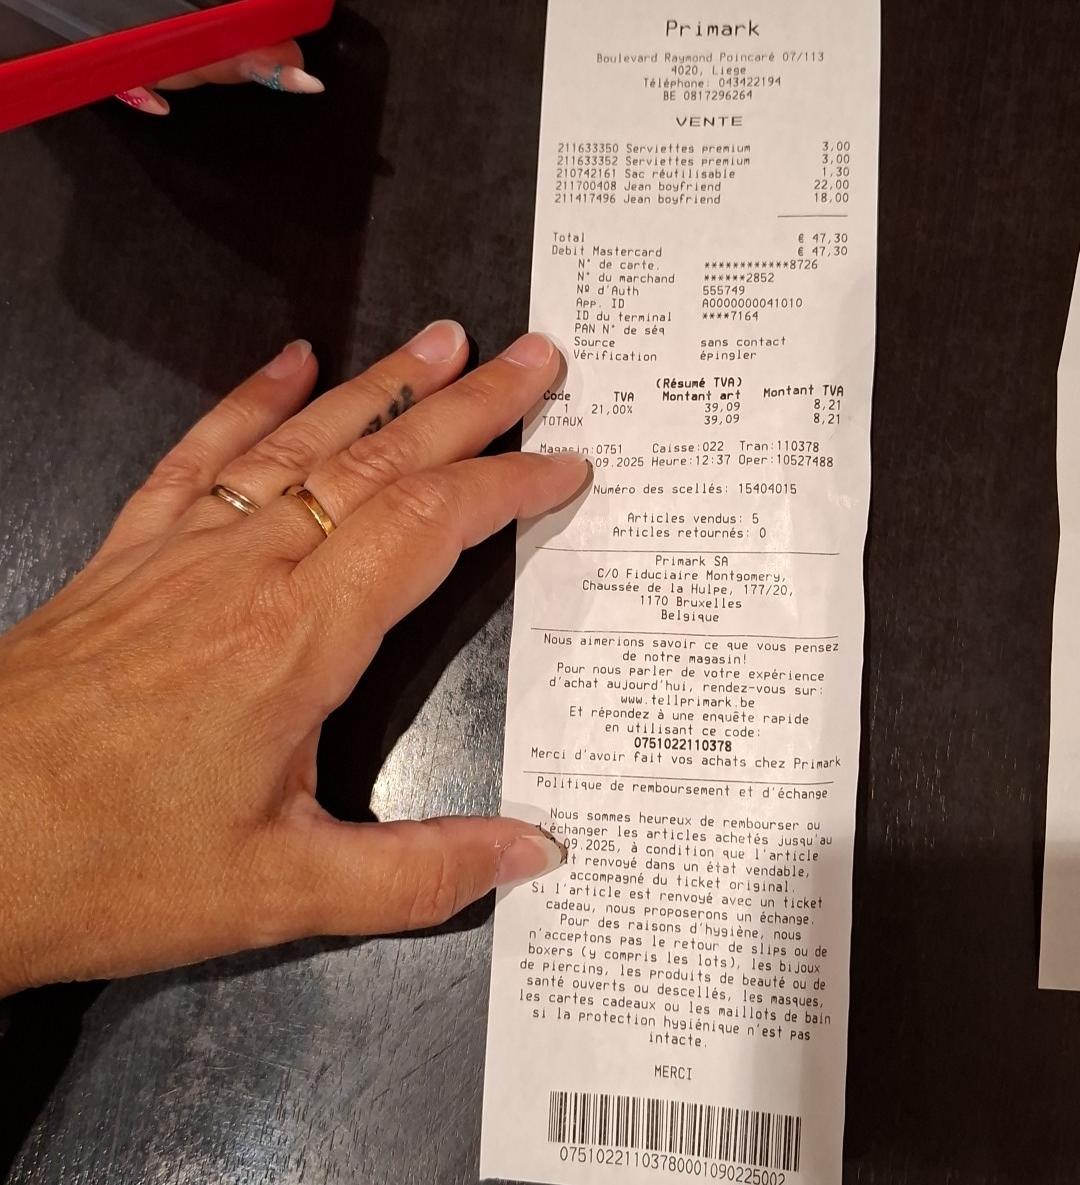 Primark
Boulevard Raymond Poincaré 07/113
4020, Liege
Téléphone: 043422194
BE 0817296264
VENTE
211633350 Serviettes premium 3,00
211633352 Serviettes premium 3,00
210742161 Sac réutilisable 1,30
211700408 Jean boyfriend 22,00
211417496 Jean boyfriend 18,00
Total € 47,30
Debit Mastercard € 47,30
N° de carte. ************8726
N° du marchand ******2852
Nº d'Auth 555749
App. ID A0000000041010
ID du terminal ****7164
PAN N° de séq
Source sans contact
Vérification épingler
(Résumé TVA)
Code TVA Montant art Montant TVA
1 21,00% 39,09 8,21
TOTAUX 39,09 8,21
Magasin:0751 Caisse:022 Tran:110378
09.2025 Heure:12:37 Oper:10527488
Numéro des scellés: 15404015
Articles vendus: 5
Articles retournés: 0
Primark SA
C/O Fiduciaire Montgomery,
Chaussée de la Hulpe, 177/20,
1170 Bruxelles
Belgique
Nous aimerions savoir ce que vous pensez
de notre magasin!
Pour nous parler de votre expérience
d'achat aujourd'hui, rendez-vous sur:
www.tellprimark.be
Et répondez à une enquête rapide
en utilisant ce code:
0751022110378
Merci d'avoir fait vos achats chez Primark
Politique de remboursement et d'échange
Nous sommes heureux de rembourser ou
d'échanger les articles achetés jusqu'au
.09.2025, à condition que l'article
renvoyé dans un état vendable,
accompagné du ticket original.
Si l'article est renvoyé avec un ticket
cadeau, nous proposerons un échange.
Pour des raisons d'hygiène, nous
n'acceptons pas le retour de slips ou de
boxers (y compris les lots), les bijoux
de piercing, les produits de beauté ou de
santé ouverts ou descellés, les masques,
les cartes cadeaux ou les maillots de bain
si la protection hygiénique n'est pas
intacte.
MERCI
07510221103780001090225002